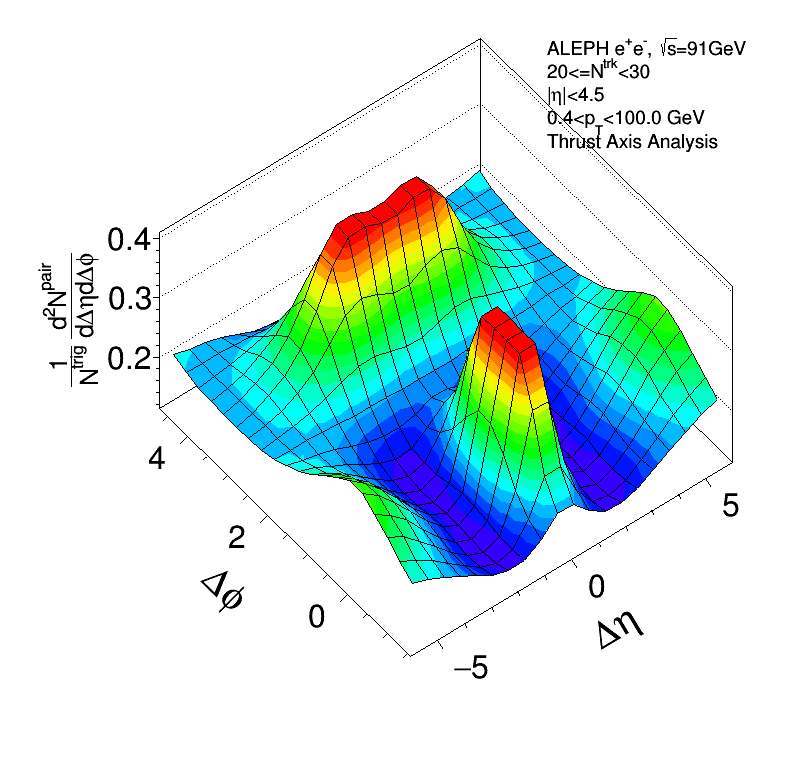 ALEPH e⁺e⁻, √s=91GeV
20<=Nᵗʳᵏ<30
|η|<4.5
0.4<p_T<100.0 GeV
Thrust Axis Analysis
1/N^trig d²N^pair/dΔηdΔϕ
0.4
0.3
0.2
4
2
0
Δϕ
−5
0
5
Δη